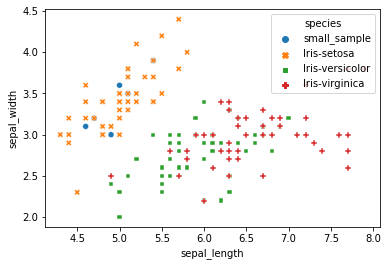 4.5
4.0
3.5
3.0
2.5
2.0
sepal_width
species
small_sample
Iris-setosa
Iris-versicolor
Iris-virginica
4.5 5.0 5.5 6.0 6.5 7.0 7.5 8.0
sepal_length